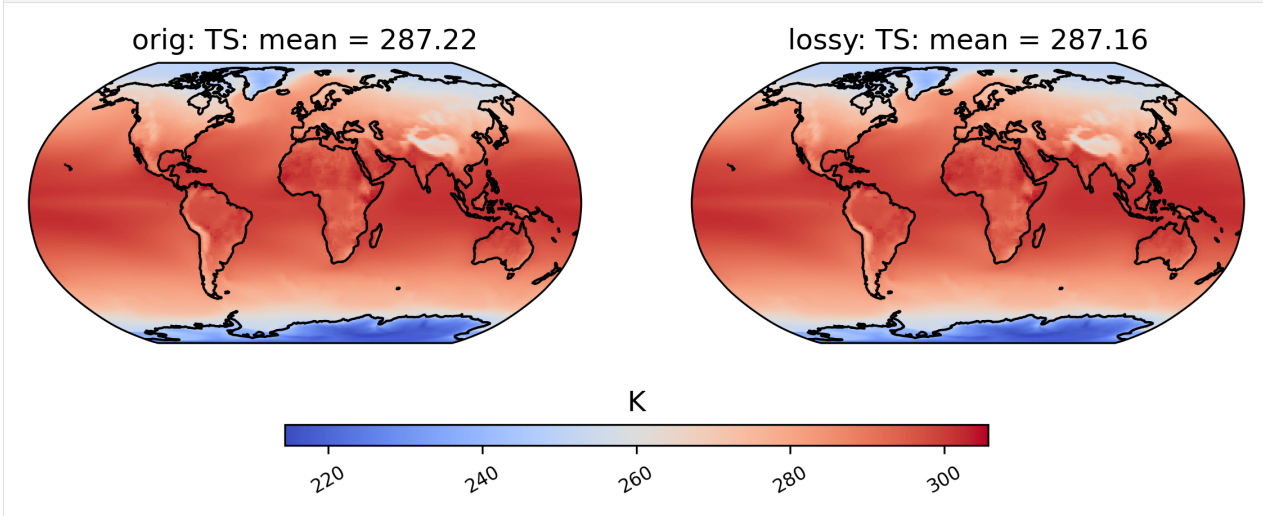 orig: TS: mean = 287.22
lossy: TS: mean = 287.16
K
220
240
260
280
300